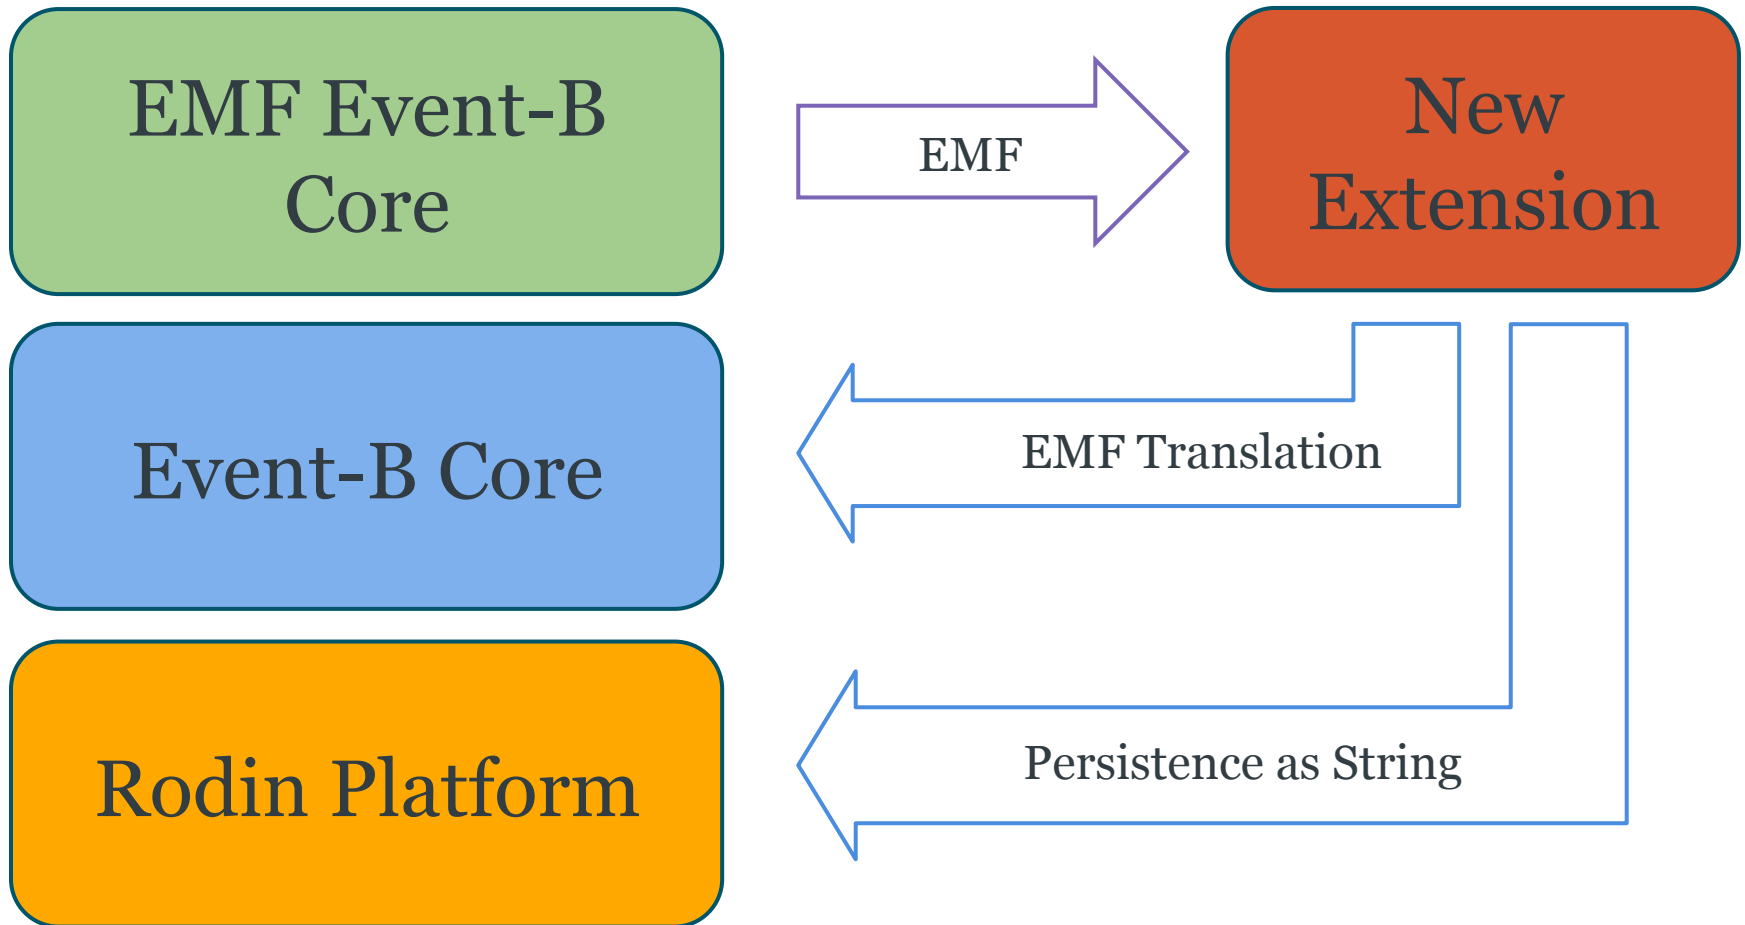 EMF Event-B
Core
EMF
New
Extension
Event-B Core
EMF Translation
Rodin Platform
Persistence as String